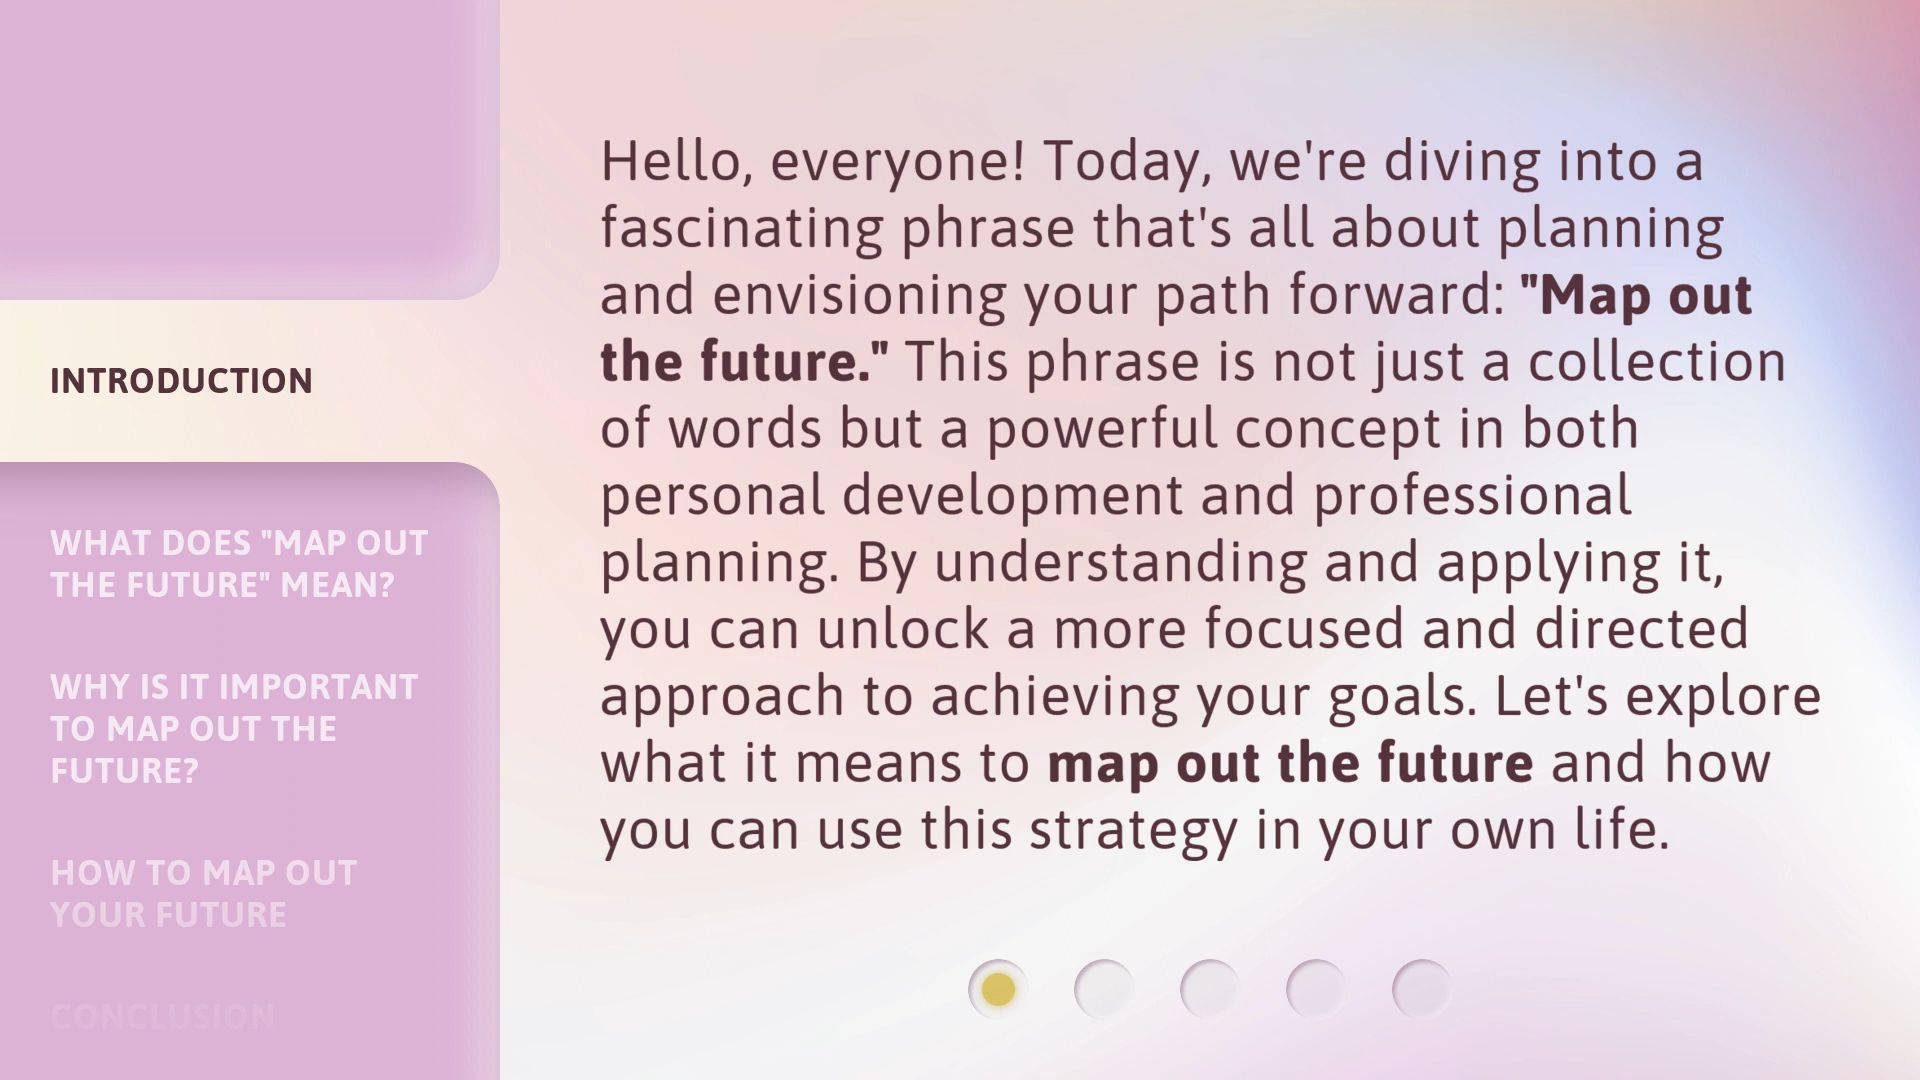 INTRODUCTION
WHAT DOES "MAP OUT
THE FUTURE" MEAN?
WHY IS IT IMPORTANT
TO MAP OUT THE
FUTURE?
HOW TO MAP OUT
YOUR FUTURE
CONCLUSION
Hello, everyone! Today, we're diving into a
fascinating phrase that's all about planning
and envisioning your path forward: "Map out
the future." This phrase is not just a collection
of words but a powerful concept in both
personal development and professional
planning. By understanding and applying it,
you can unlock a more focused and directed
approach to achieving your goals. Let's explore
what it means to map out the future and how
you can use this strategy in your own life.